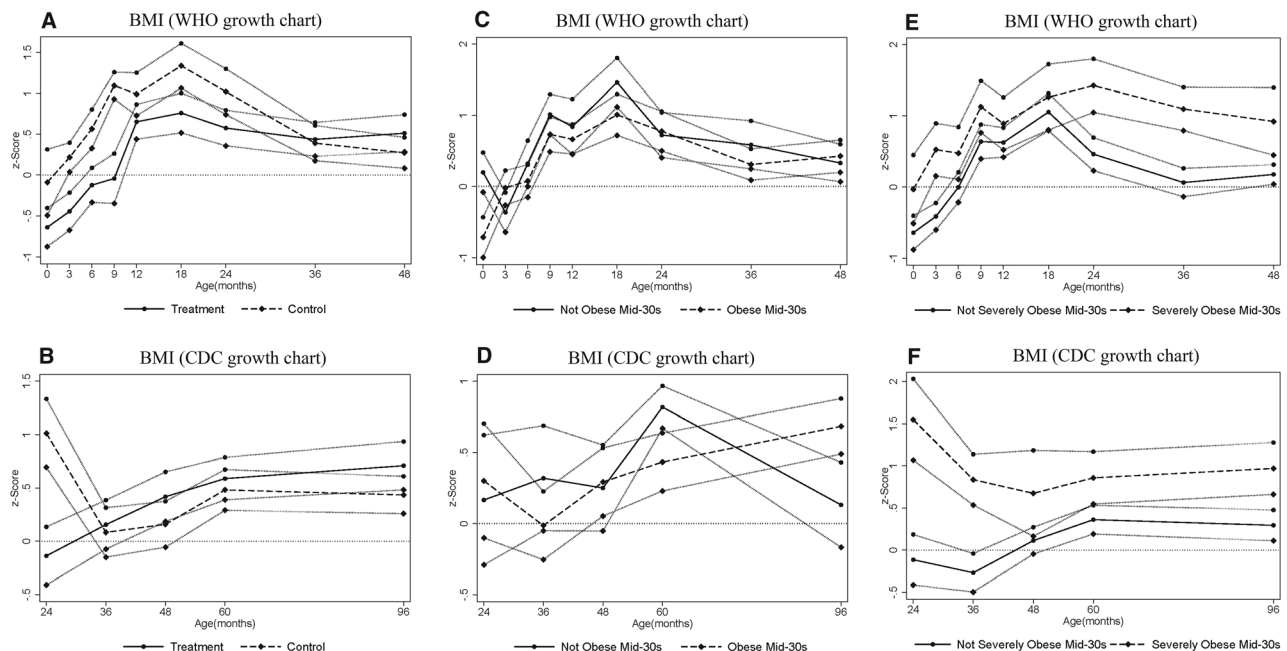 A
BMI (WHO growth chart)
z-Score
1.5
1
.5
0
-.5
-1
0 3 6 9 12 18 24 36 48
Age(months)
Treatment Control
C
BMI (WHO growth chart)
z-Score
2
1
0
-1
0 3 6 9 12 18 24 36 48
Age(months)
Not Obese Mid-30s Obese Mid-30s
E
BMI (WHO growth chart)
z-Score
2
1
0
-1
0 3 6 9 12 18 24 36 48
Age(months)
Not Severely Obese Mid-30s Severely Obese Mid-30s
B
BMI (CDC growth chart)
z-Score
1.5
1
.5
0
-.5
24 36 48 60 96
Age(months)
Treatment Control
D
BMI (CDC growth chart)
z-Score
1
.5
0
-.5
24 36 48 60 96
Age(months)
Not Obese Mid-30s Obese Mid-30s
F
BMI (CDC growth chart)
z-Score
2
1.5
1
.5
0
-.5
24 36 48 60 96
Age(months)
Not Severely Obese Mid-30s Severely Obese Mid-30s